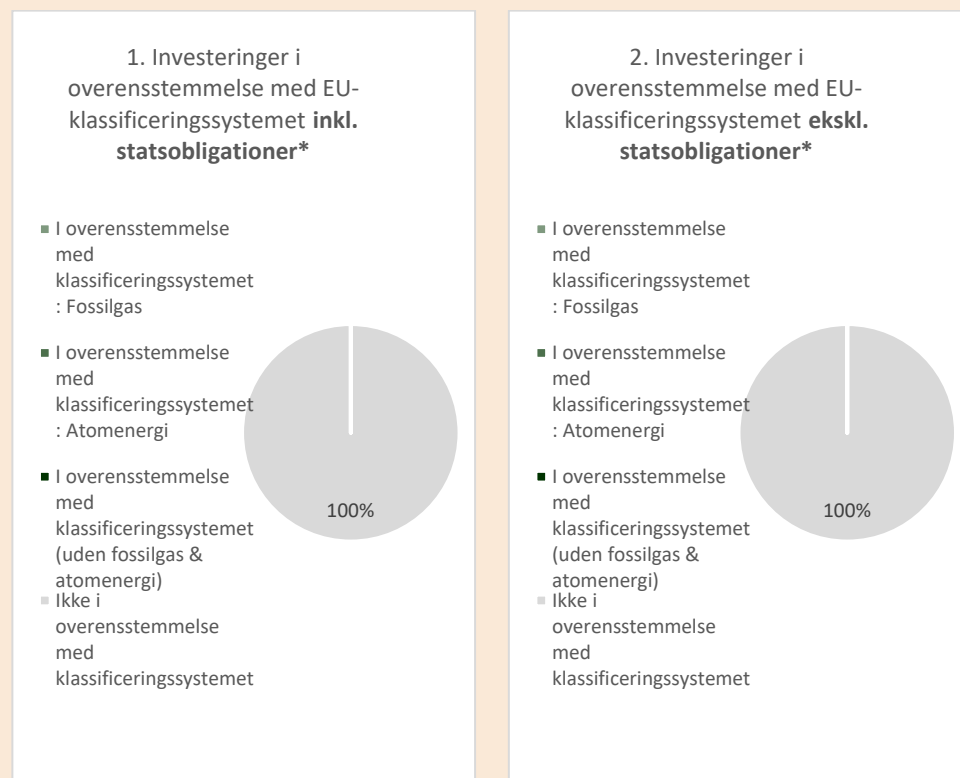 1. Investeringer i
overensstemmelse med EU-
klassificeringssystemet inkl.
statsobligationer*
I overensstemmelse
med
klassificeringssystemet
: Fossilgas
I overensstemmelse
med
klassificeringssystemet
: Atomenergi
I overensstemmelse
med
klassificeringssystemet
(uden fossilgas &
atomenergi)
Ikke i
overensstemmelse
med
klassificeringssystemet
100%
2. Investeringer i
overensstemmelse med EU-
klassificeringssystemet ekskl.
statsobligationer*
I overensstemmelse
med
klassificeringssystemet
: Fossilgas
I overensstemmelse
med
klassificeringssystemet
: Atomenergi
I overensstemmelse
med
klassificeringssystemet
(uden fossilgas &
atomenergi)
Ikke i
overensstemmelse
med
klassificeringssystemet
100%